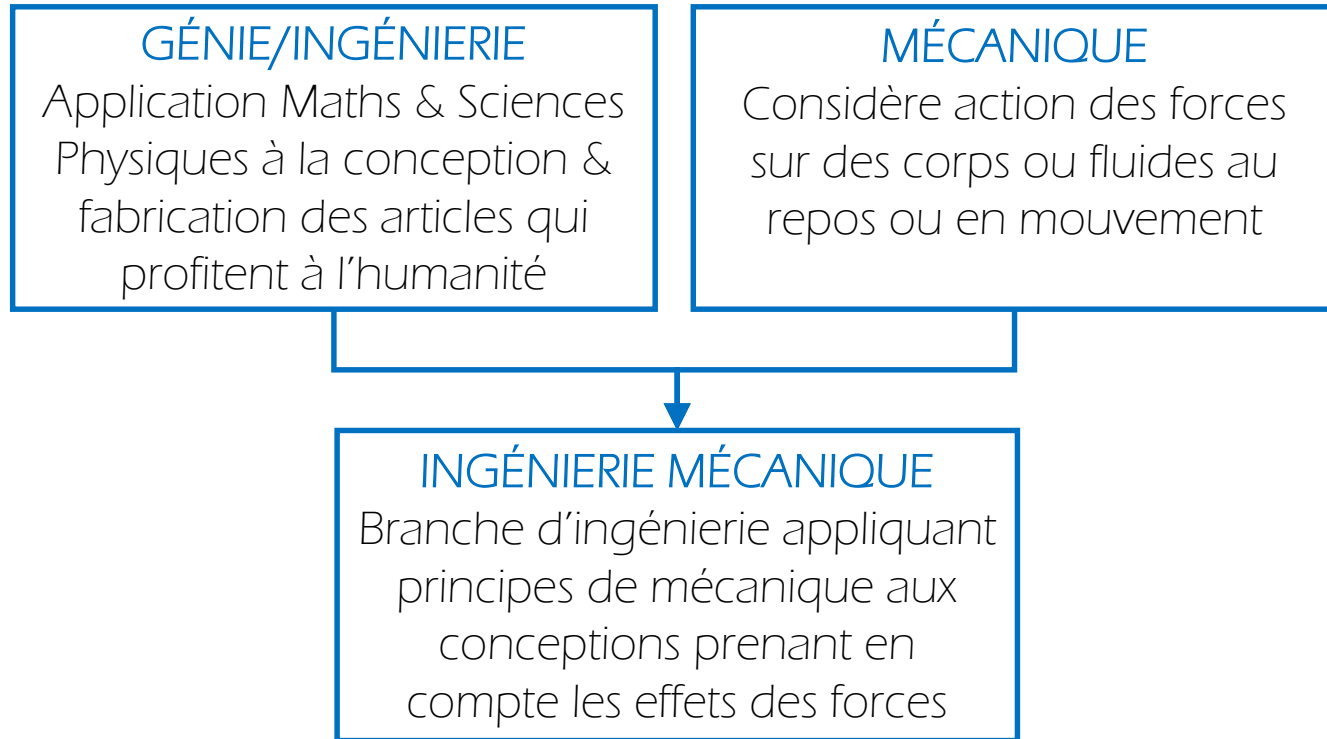 GÉNIE/INGÉNIERIE
Application Maths & Sciences
Physiques à la conception &
fabrication des articles qui
profitent à l'humanité
MÉCANIQUE
Considère action des forces
sur des corps ou fluides au
repos ou en mouvement
INGÉNIERIE MÉCANIQUE
Branche d'ingénierie appliquant
principes de mécanique aux
conceptions prenant en
compte les effets des forces